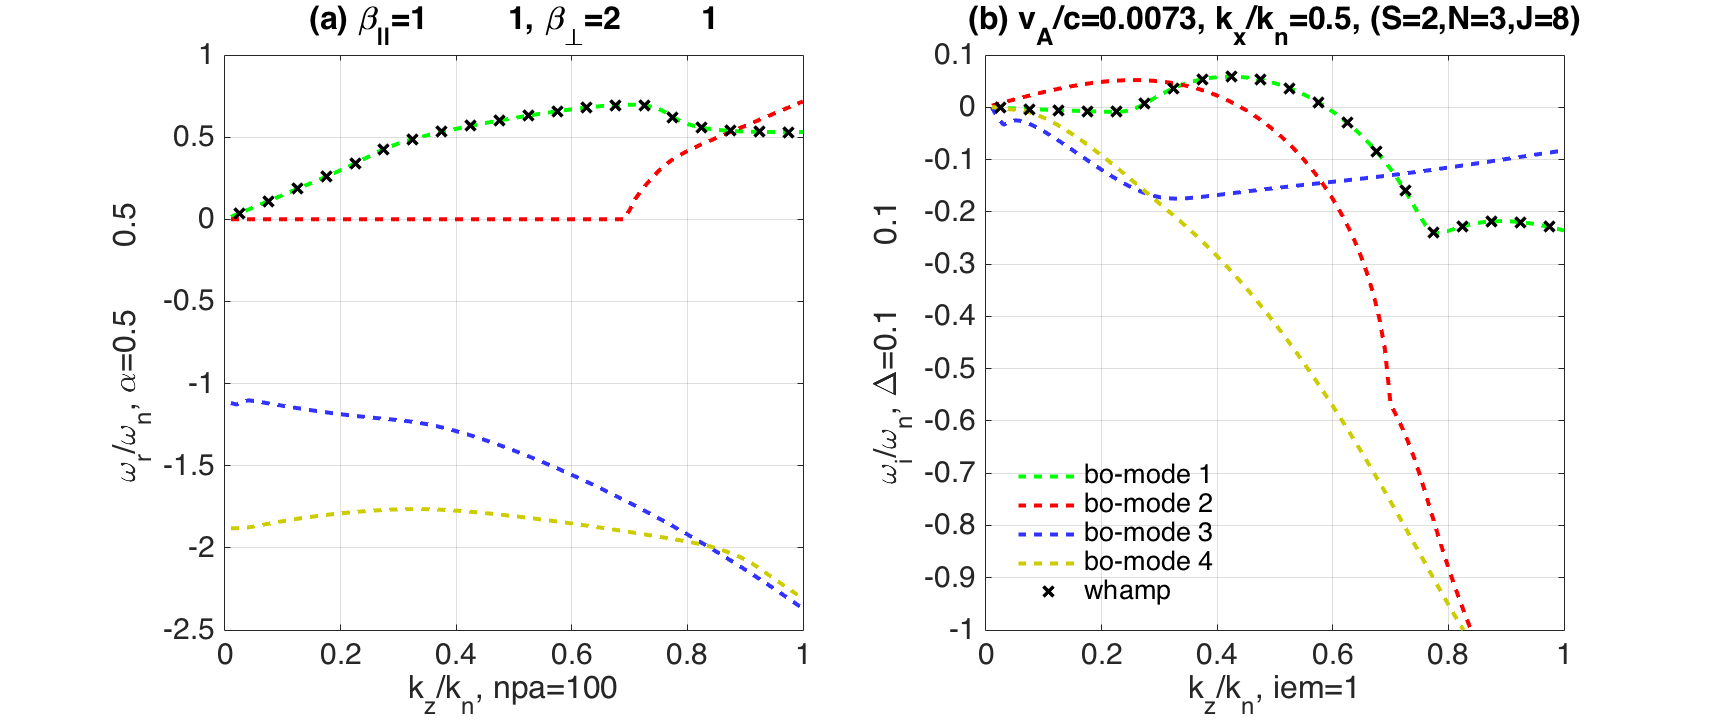 (a) β||=1 1, β⊥=2 1
1
0.5
0
-0.5
-1
-1.5
-2
-2.5
ωr/ωn, α=0.5 0.5
0 0.2 0.4 0.6 0.8 1
kz/kn, npa=100
(b) vA/c=0.0073, kx/kn=0.5, (S=2,N=3,J=8)
0.1
0
-0.1
-0.2
-0.3
-0.4
-0.5
-0.6
-0.7
-0.8
-0.9
-1
ωi/ωn, Δ=0.1 0.1
bo-mode 1
bo-mode 2
bo-mode 3
bo-mode 4
whamp
0 0.2 0.4 0.6 0.8 1
kz/kn, iem=1